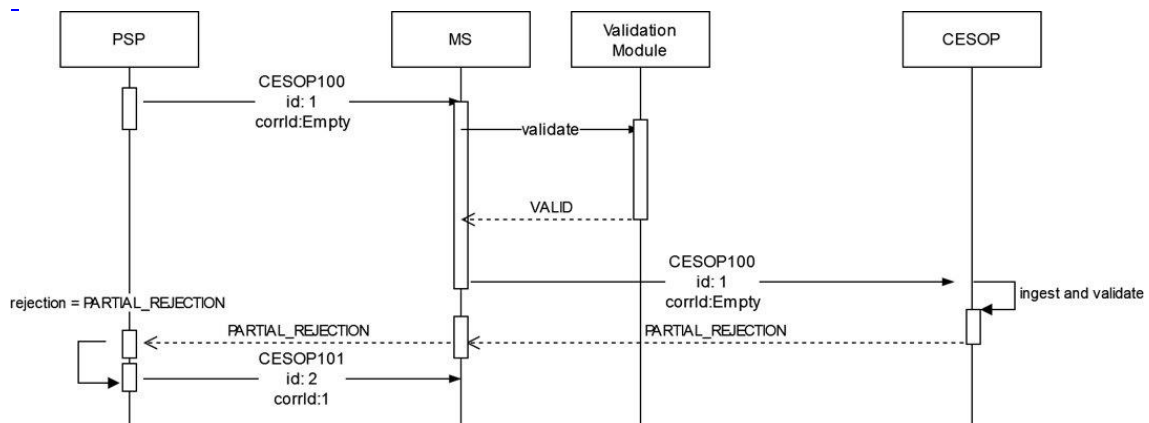 PSP
MS
Validation
Module
CESOP
CESOP100
id: 1
corrId:Empty
validate
VALID
CESOP100
id: 1
corrId:Empty
ingest and validate
rejection = PARTIAL_REJECTION
PARTIAL_REJECTION
PARTIAL_REJECTION
CESOP101
id: 2
corrId:1